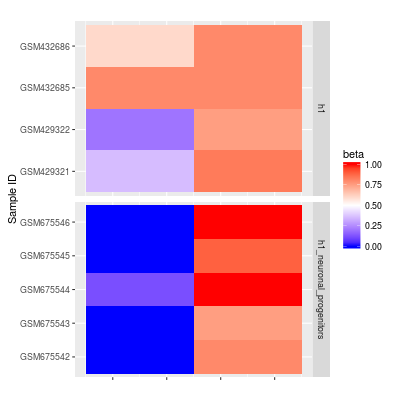 GSM432686
GSM432685
GSM429322
GSM429321
h1
GSM675546
GSM675545
GSM675544
GSM675543
GSM675542
h1_neuronal_progenitors
Sample ID
beta
1.00
0.75
0.50
0.25
0.00